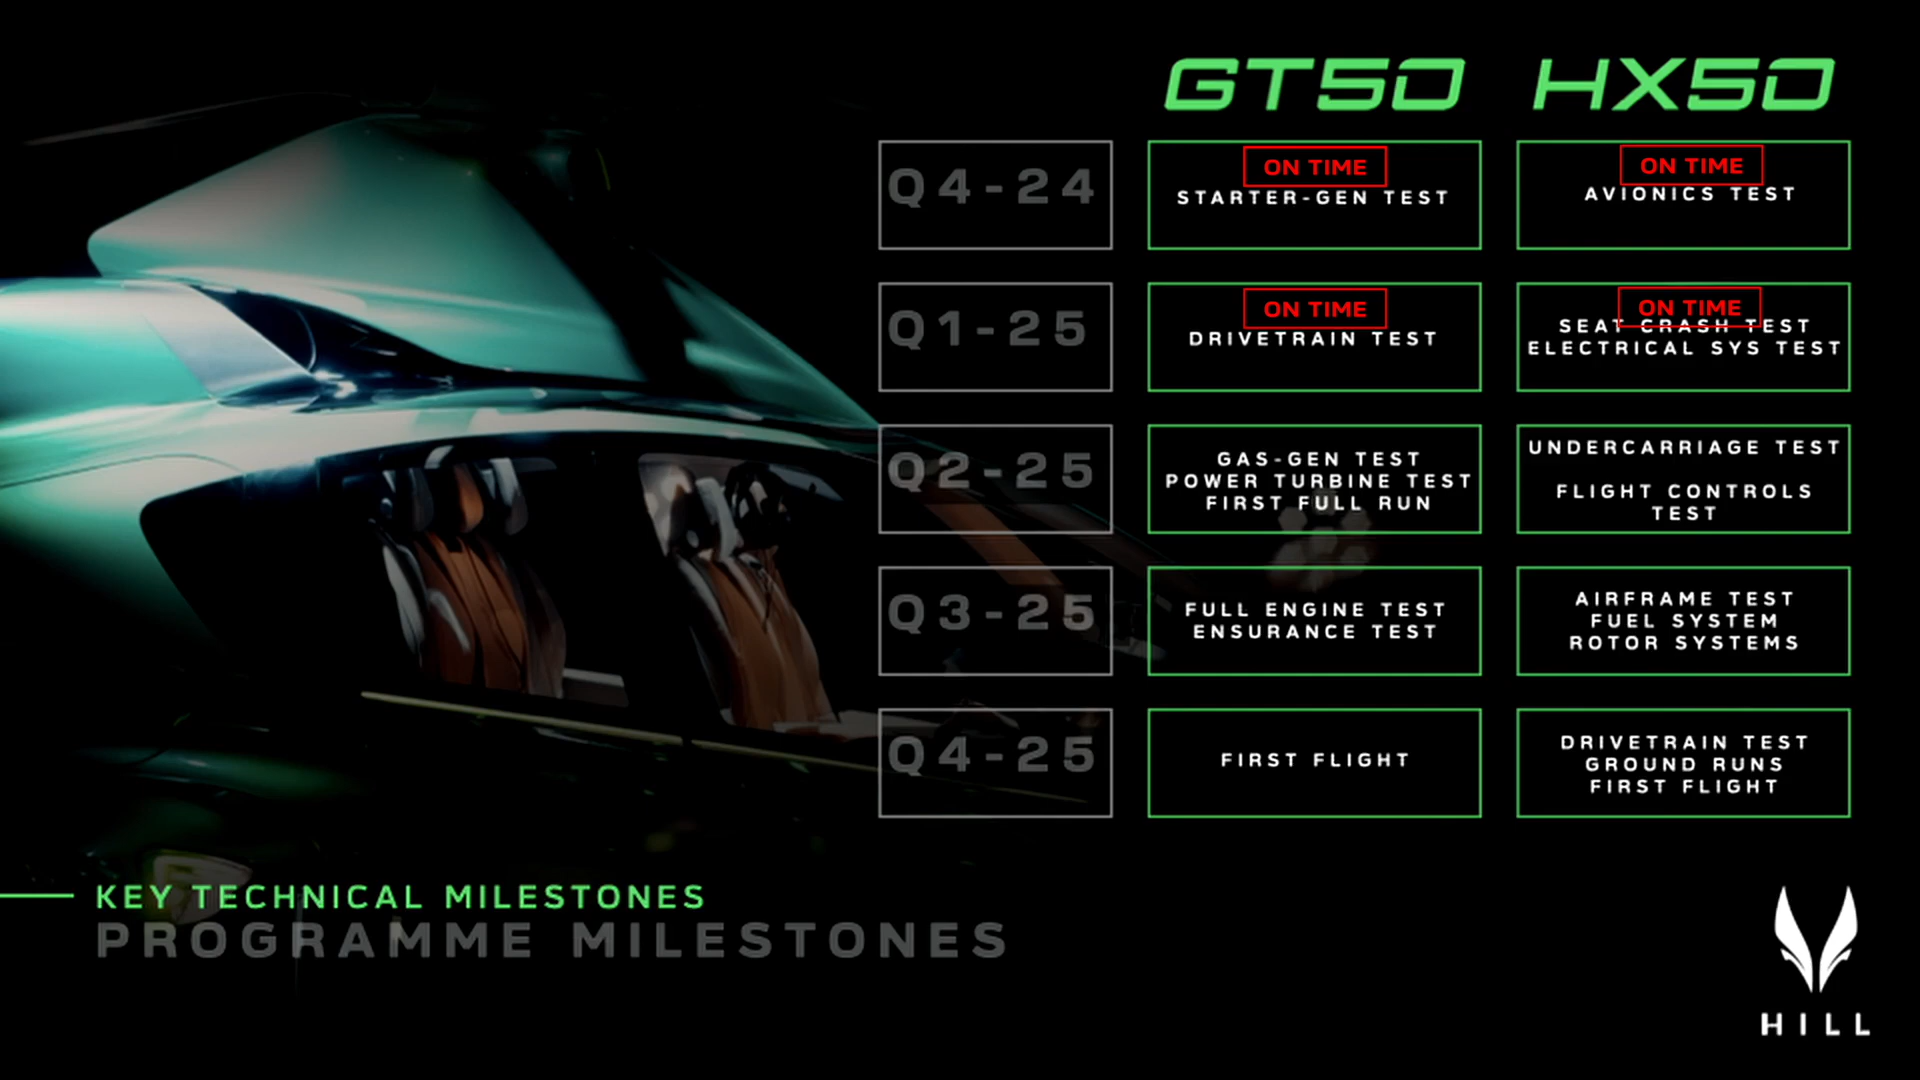 GT50 HX50
Q4-24
ON TIME
STARTER-GEN TEST
ON TIME
AVIONICS TEST
Q1-25
ON TIME
DRIVETRAIN TEST
ON TIME
SEAT CRASH TEST
ELECTRICAL SYS TEST
Q2-25
GAS-GEN TEST
POWER TURBINE TEST
FIRST FULL RUN
UNDERCARRIAGE TEST
FLIGHT CONTROLS
TEST
Q3-25
FULL ENGINE TEST
ENSURANCE TEST
AIRFRAME TEST
FUEL SYSTEM
ROTOR SYSTEMS
Q4-25
FIRST FLIGHT
DRIVETRAIN TEST
GROUND RUNS
FIRST FLIGHT
KEY TECHNICAL MILESTONES
PROGRAMME MILESTONES
HILL